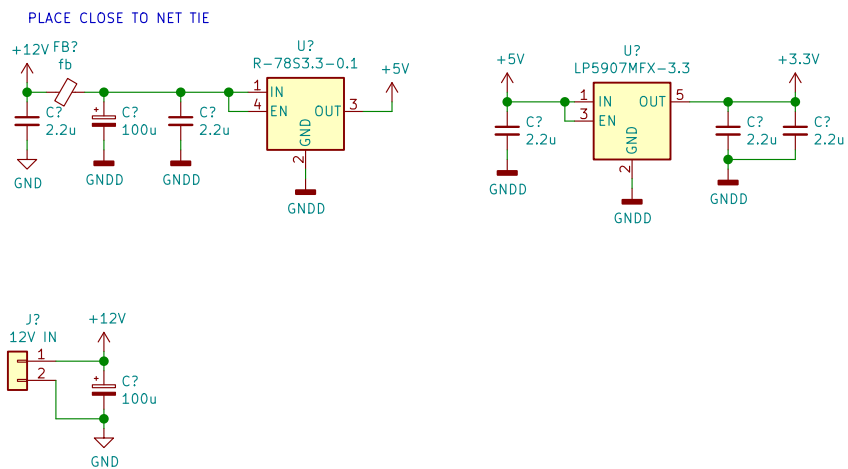 PLACE CLOSE TO NET TIE
+12V
FB?
fb
C?
2.2u
GND
C?
100u
GNDD
C?
2.2u
GNDD
U?
R-78S3.3-0.1
1
IN
4
EN
OUT
3
GND
2
GNDD
+5V
+5V
C?
2.2u
GNDD
U?
LP5907MFX-3.3
1
IN
3
EN
OUT
5
GND
2
GNDD
+3.3V
C?
2.2u
C?
2.2u
GNDD
J?
12V IN
1
2
+12V
C?
100u
GND